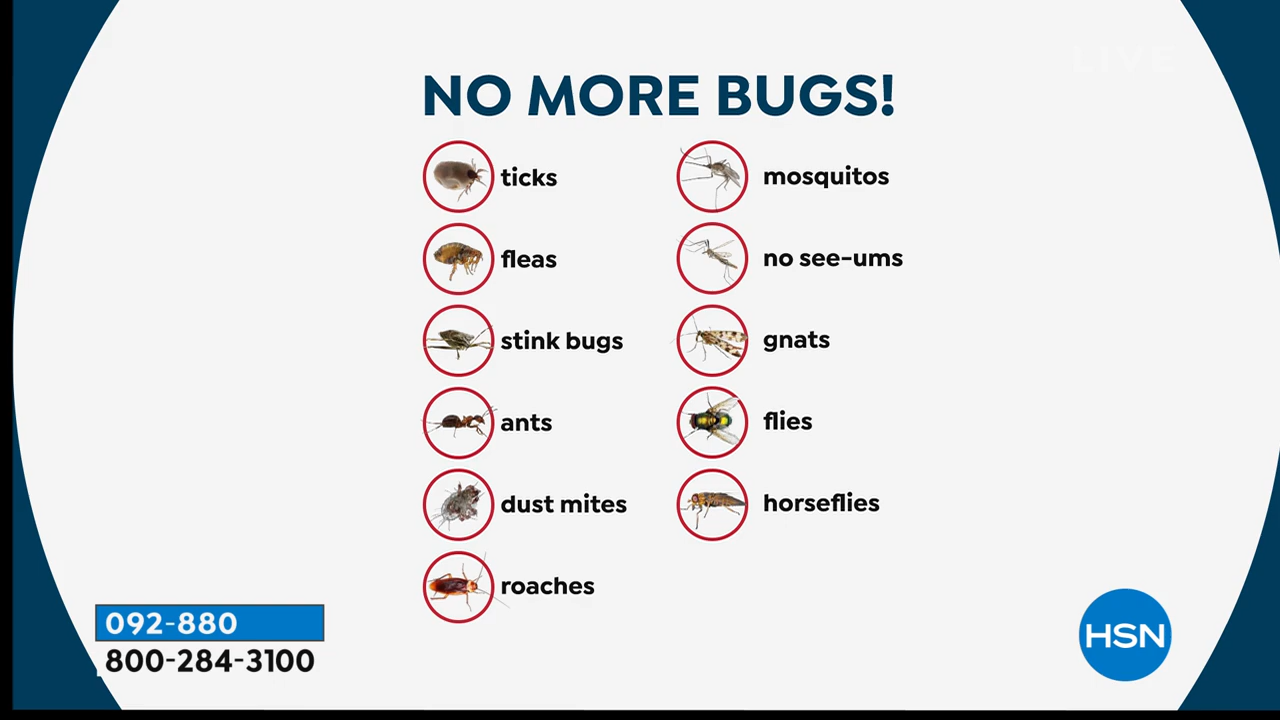 LIVE
NO MORE BUGS!
ticks
fleas
stink bugs
ants
dust mites
roaches
mosquitos
no see-ums
gnats
flies
horseflies
092-880
800-284-3100
HSN